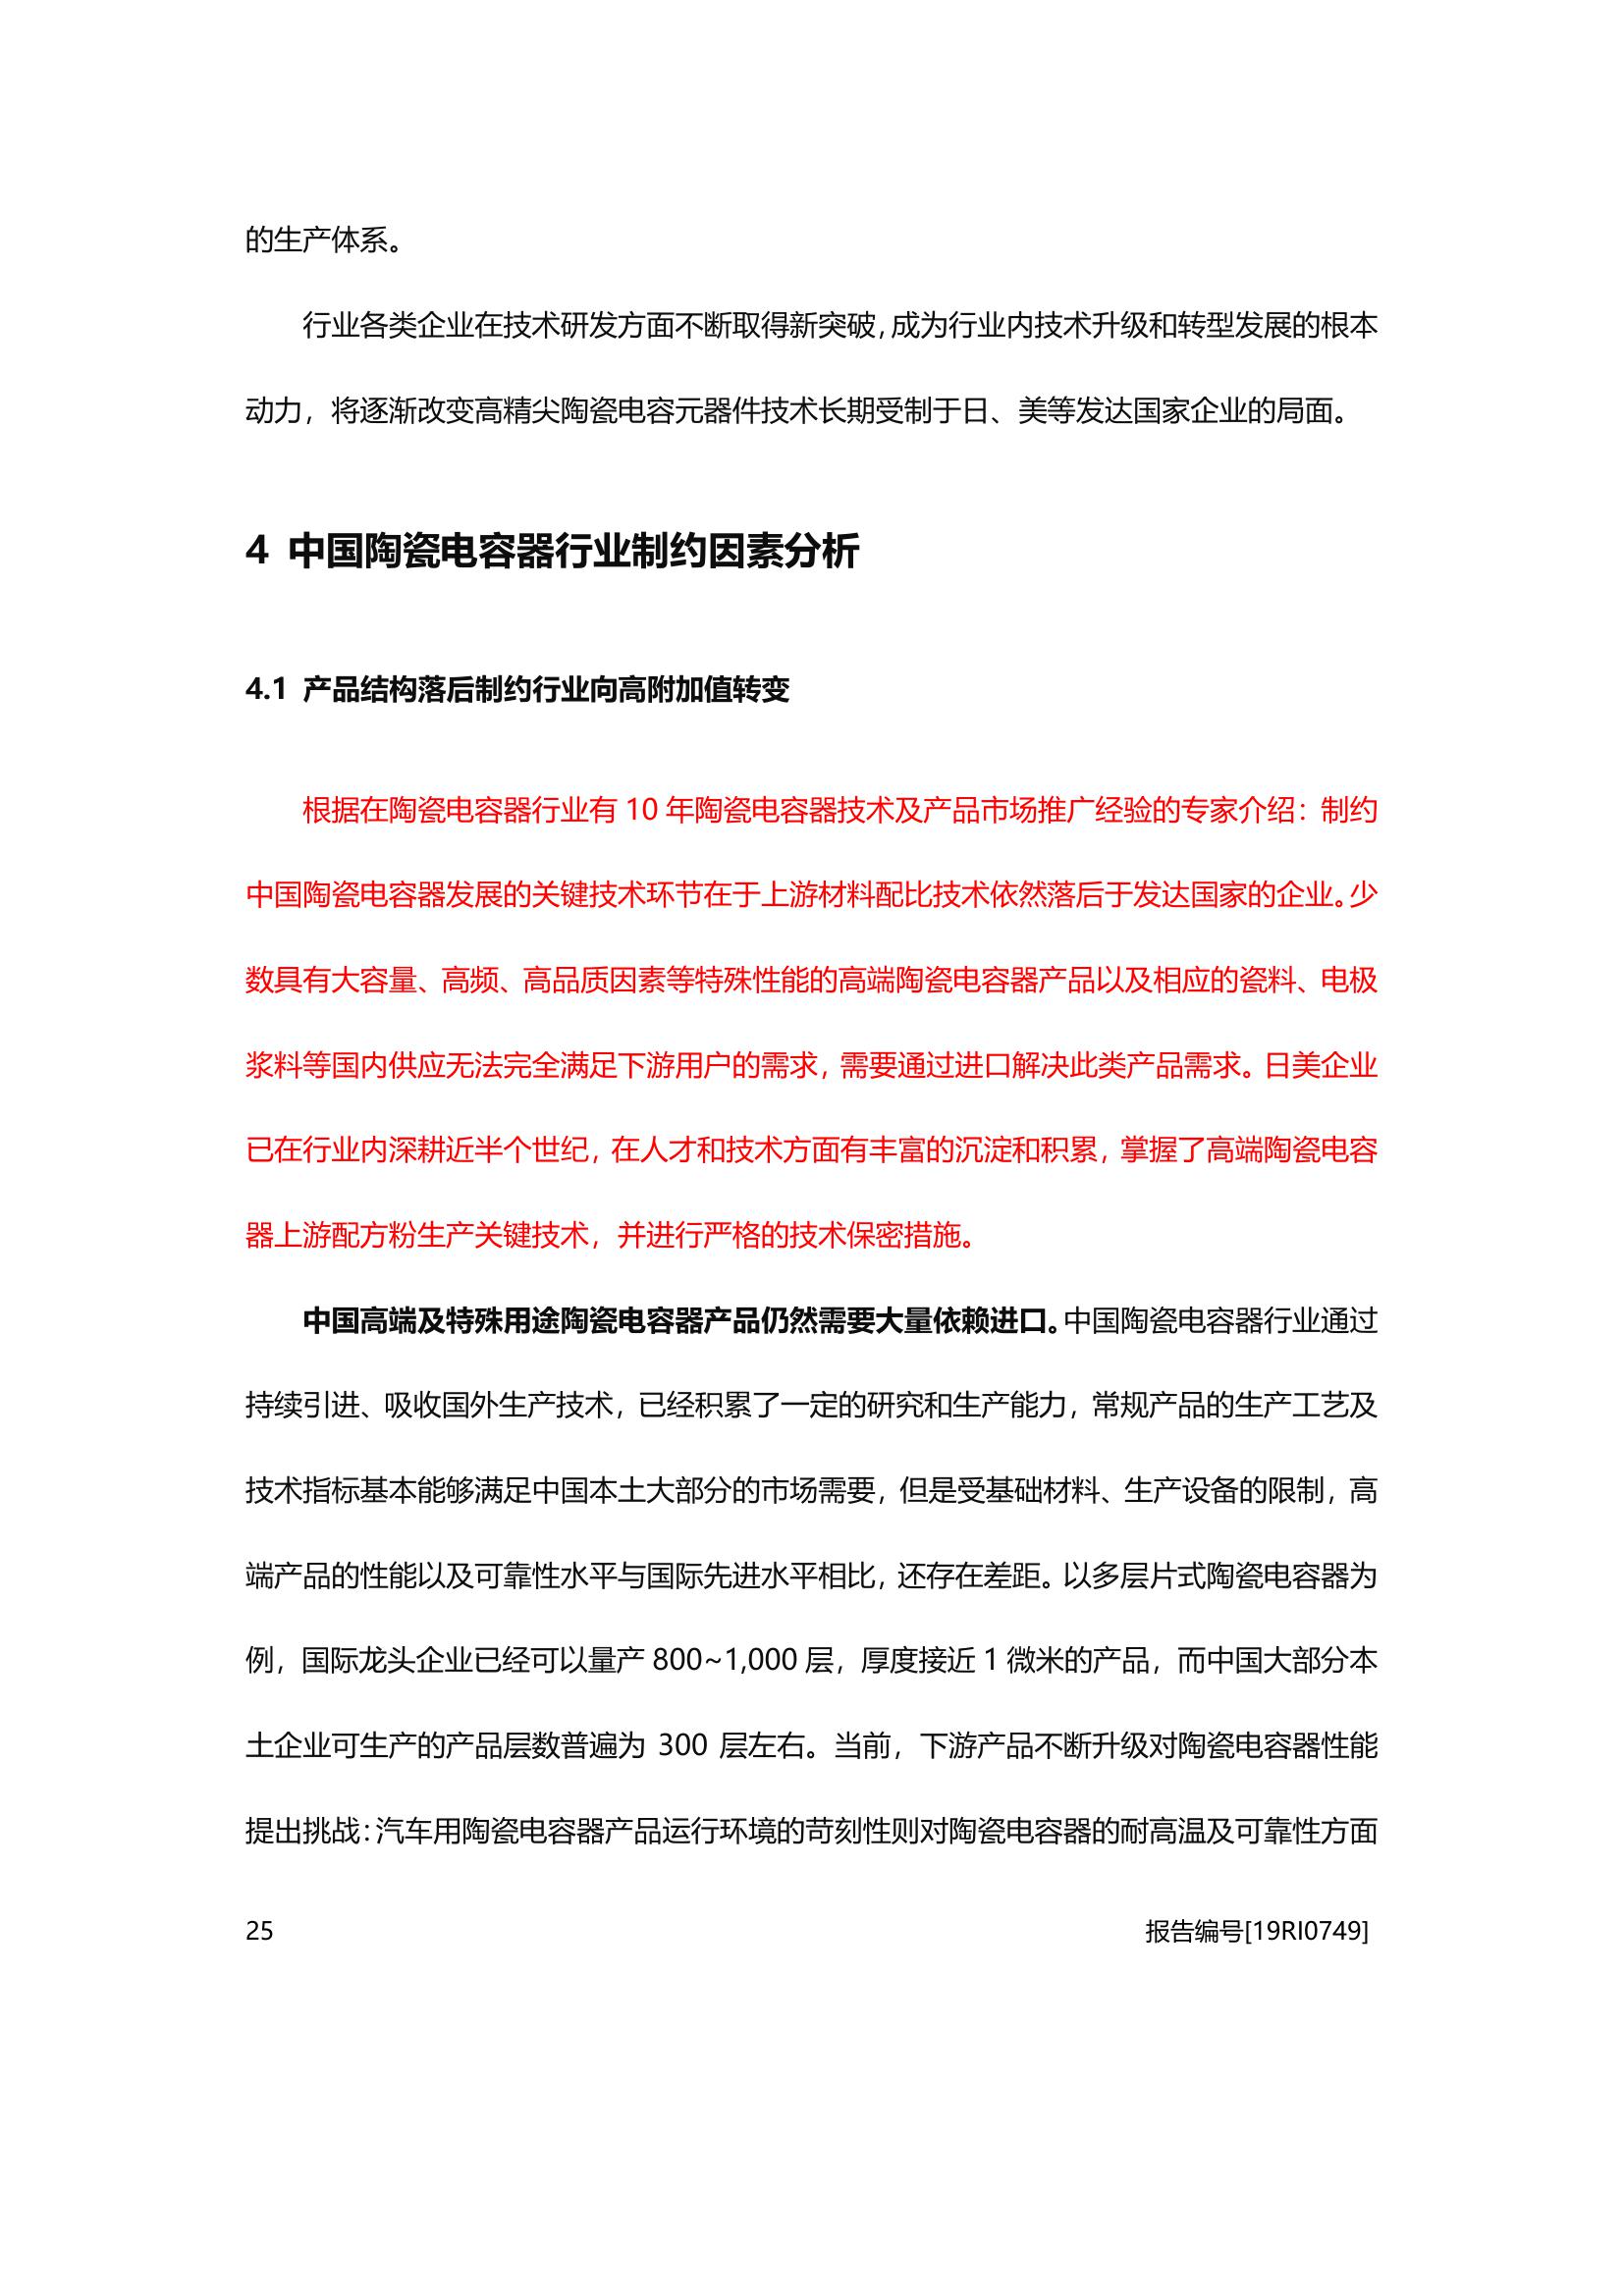 的生产体系。
行业各类企业在技术研发方面不断取得新突破，成为行业内技术升级和转型发展的根本
动力，将逐渐改变高精尖陶瓷电容元器件技术长期受制于日、美等发达国家企业的局面。
4 中国陶瓷电容器行业制约因素分析
4.1 产品结构落后制约行业向高附加值转变
根据在陶瓷电容器行业有 10 年陶瓷电容器技术及产品市场推广经验的专家介绍：制约
中国陶瓷电容器发展的关键技术环节在于上游材料配比技术依然落后于发达国家的企业。少
数具有大容量、高频、高品质因素等特殊性能的高端陶瓷电容器产品以及相应的瓷料、电极
浆料等国内供应无法完全满足下游用户的需求，需要通过进口解决此类产品需求。日美企业
已在行业内深耕近半个世纪，在人才和技术方面有丰富的沉淀和积累，掌握了高端陶瓷电容
器上游配方粉生产关键技术，并进行严格的技术保密措施。
中国高端及特殊用途陶瓷电容器产品仍然需要大量依赖进口。中国陶瓷电容器行业通过
持续引进、吸收国外生产技术，已经积累了一定的研究和生产能力，常规产品的生产工艺及
技术指标基本能够满足中国本土大部分的市场需要，但是受基础材料、生产设备的限制，高
端产品的性能以及可靠性水平与国际先进水平相比，还存在差距。以多层片式陶瓷电容器为
例，国际龙头企业已经可以量产 800~1,000 层，厚度接近 1 微米的产品，而中国大部分本
土企业可生产的产品层数普遍为 300 层左右。当前，下游产品不断升级对陶瓷电容器性能
提出挑战：汽车用陶瓷电容器产品运行环境的苛刻性则对陶瓷电容器的耐高温及可靠性方面
25 报告编号[19RI0749]